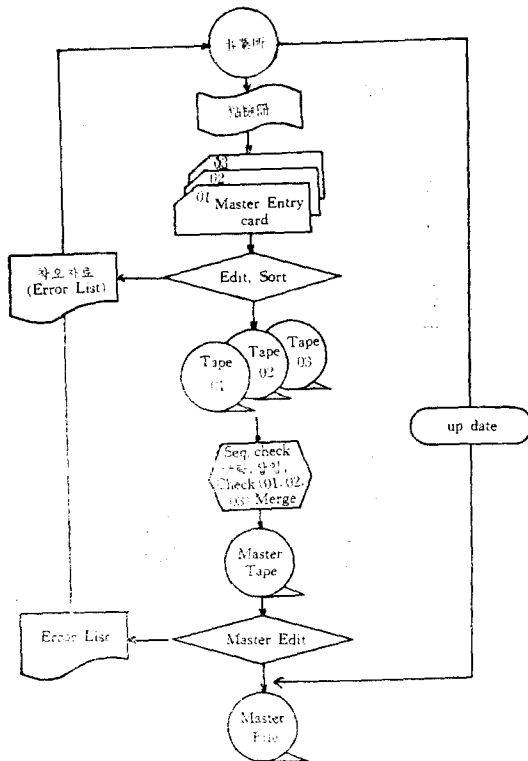 03
02
01 Master Entry
card
착오자료
(Error List)
Edit, Sort
Tape
01
Tape
02
Tape
03
up date
Seq. check
Check (01, 02,
03) Merge
Master
Tape
Error List
Master Edit
Master
File